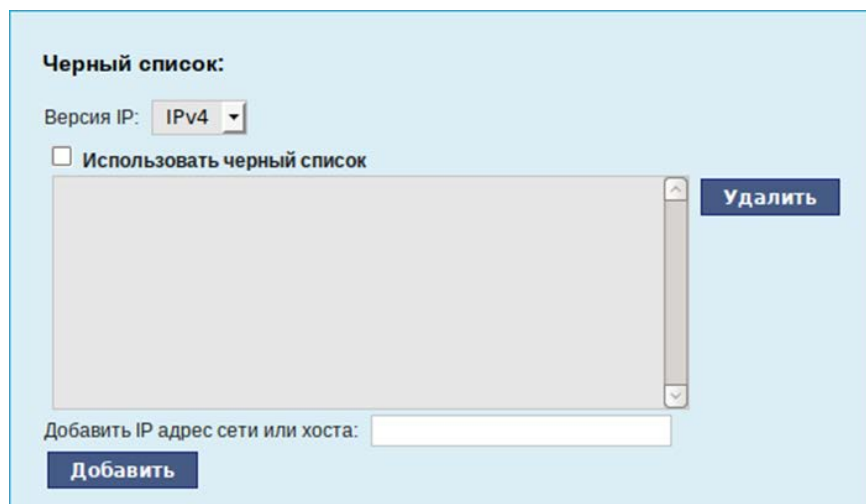 Черный список:
Версия IP: IPv4
Использовать черный список
Удалить
Добавить IP адрес сети или хоста:
Добавить